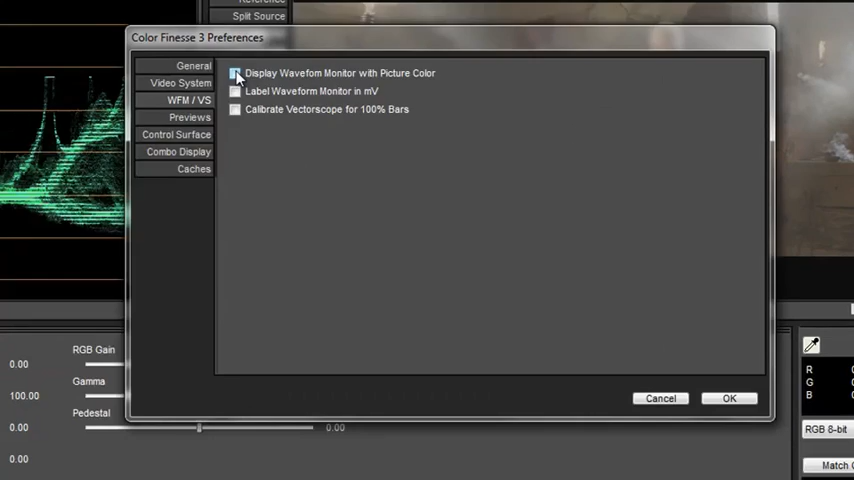 Reference
Split Source
Color Finesse 3 Preferences
General
Video System
WFM / VS
Previews
Control Surface
Combo Display
Caches
Display Wavefom Monitor with Picture Color
Label Waveform Monitor in mV
Calibrate Vectorscope for 100% Bars
Cancel
OK
RGB Gain
0.00
Gamma
100.00
Pedestal
0.00
0.00
0.00
R
G
B
RGB 8-bit
Match